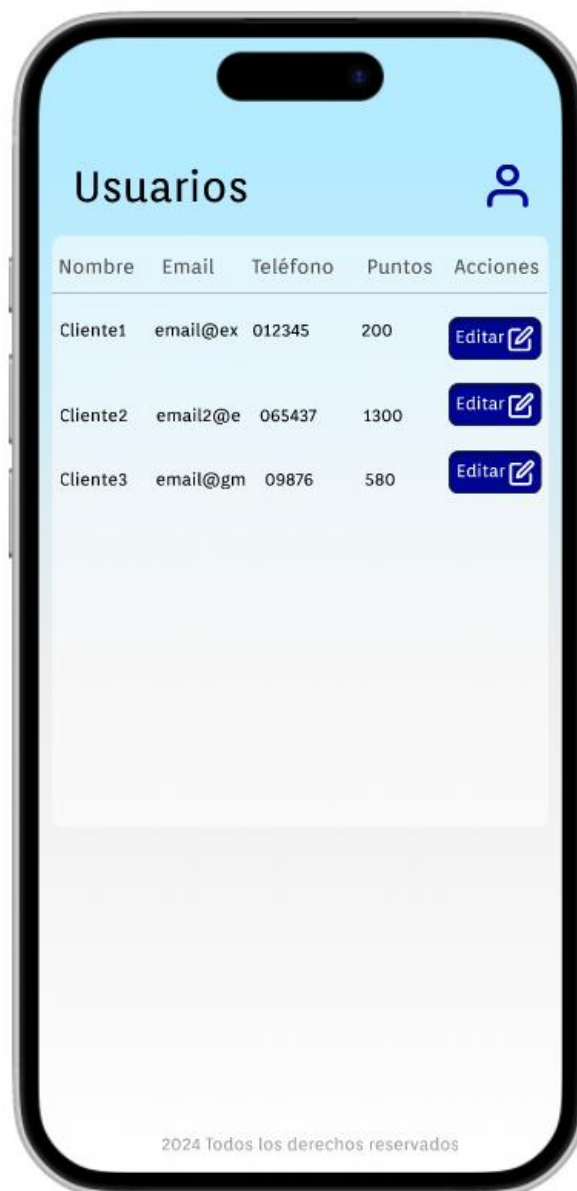 Usuarios
Nombre Email Teléfono Puntos Acciones
Cliente1 email@ex 012345 200 Editar
Cliente2 email2@e 065437 1300 Editar
Cliente3 email@gm 09876 580 Editar
2024 Todos los derechos reservados